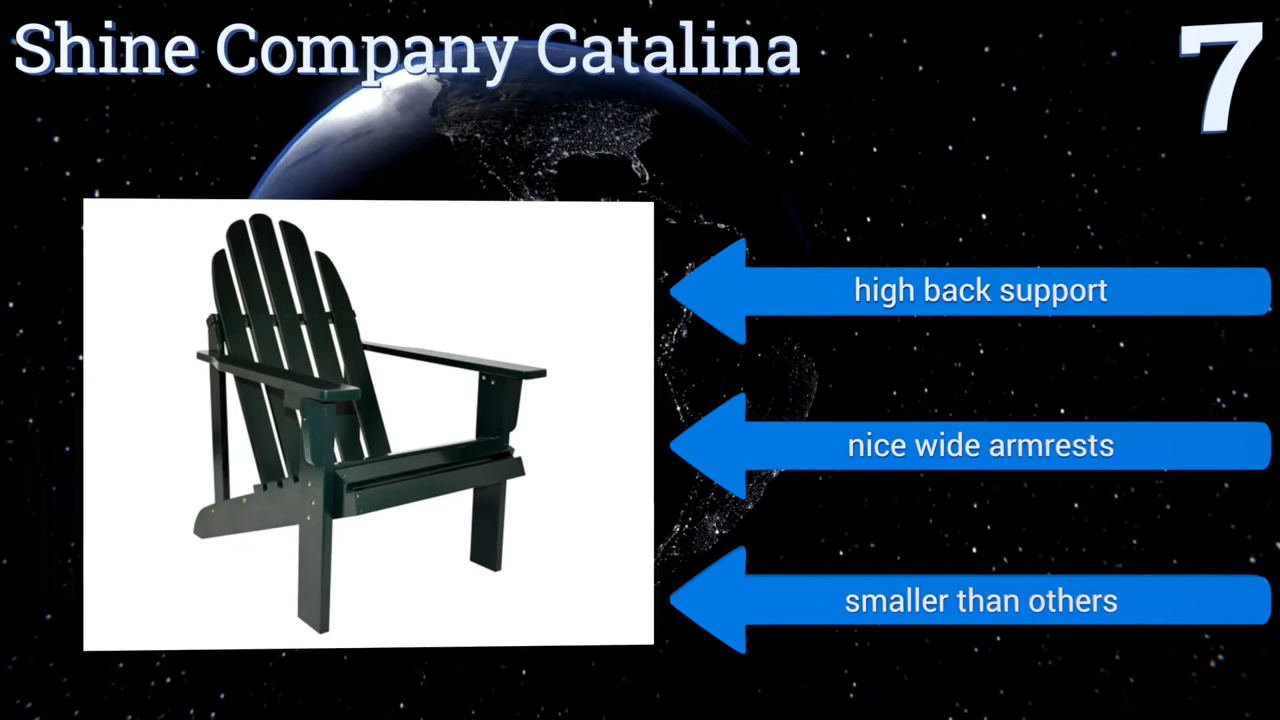 Shine Company Catalina
7
high back support
nice wide armrests
smaller than others